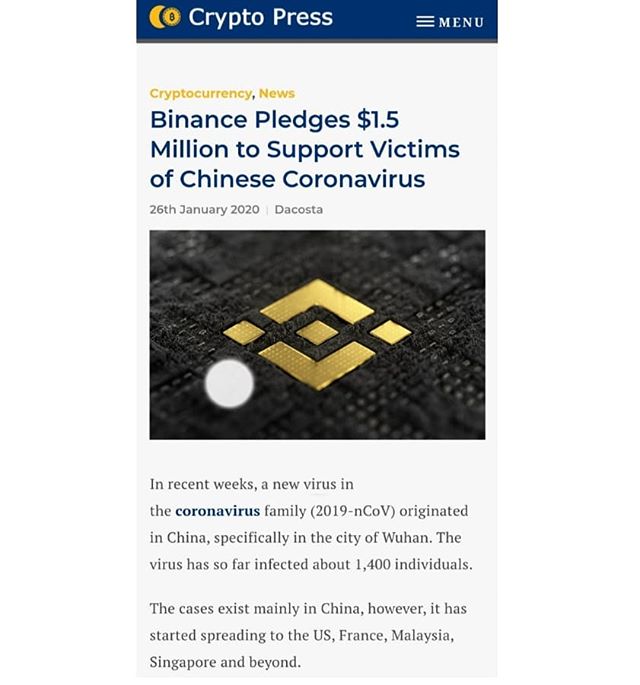 Crypto Press
MENU
Cryptocurrency, News
Binance Pledges $1.5
Million to Support Victims
of Chinese Coronavirus
26th January 2020 | Dacosta
In recent weeks, a new virus in
the coronavirus family (2019-nCoV) originated
in China, specifically in the city of Wuhan. The
virus has so far infected about 1,400 individuals.
The cases exist mainly in China, however, it has
started spreading to the US, France, Malaysia,
Singapore and beyond.